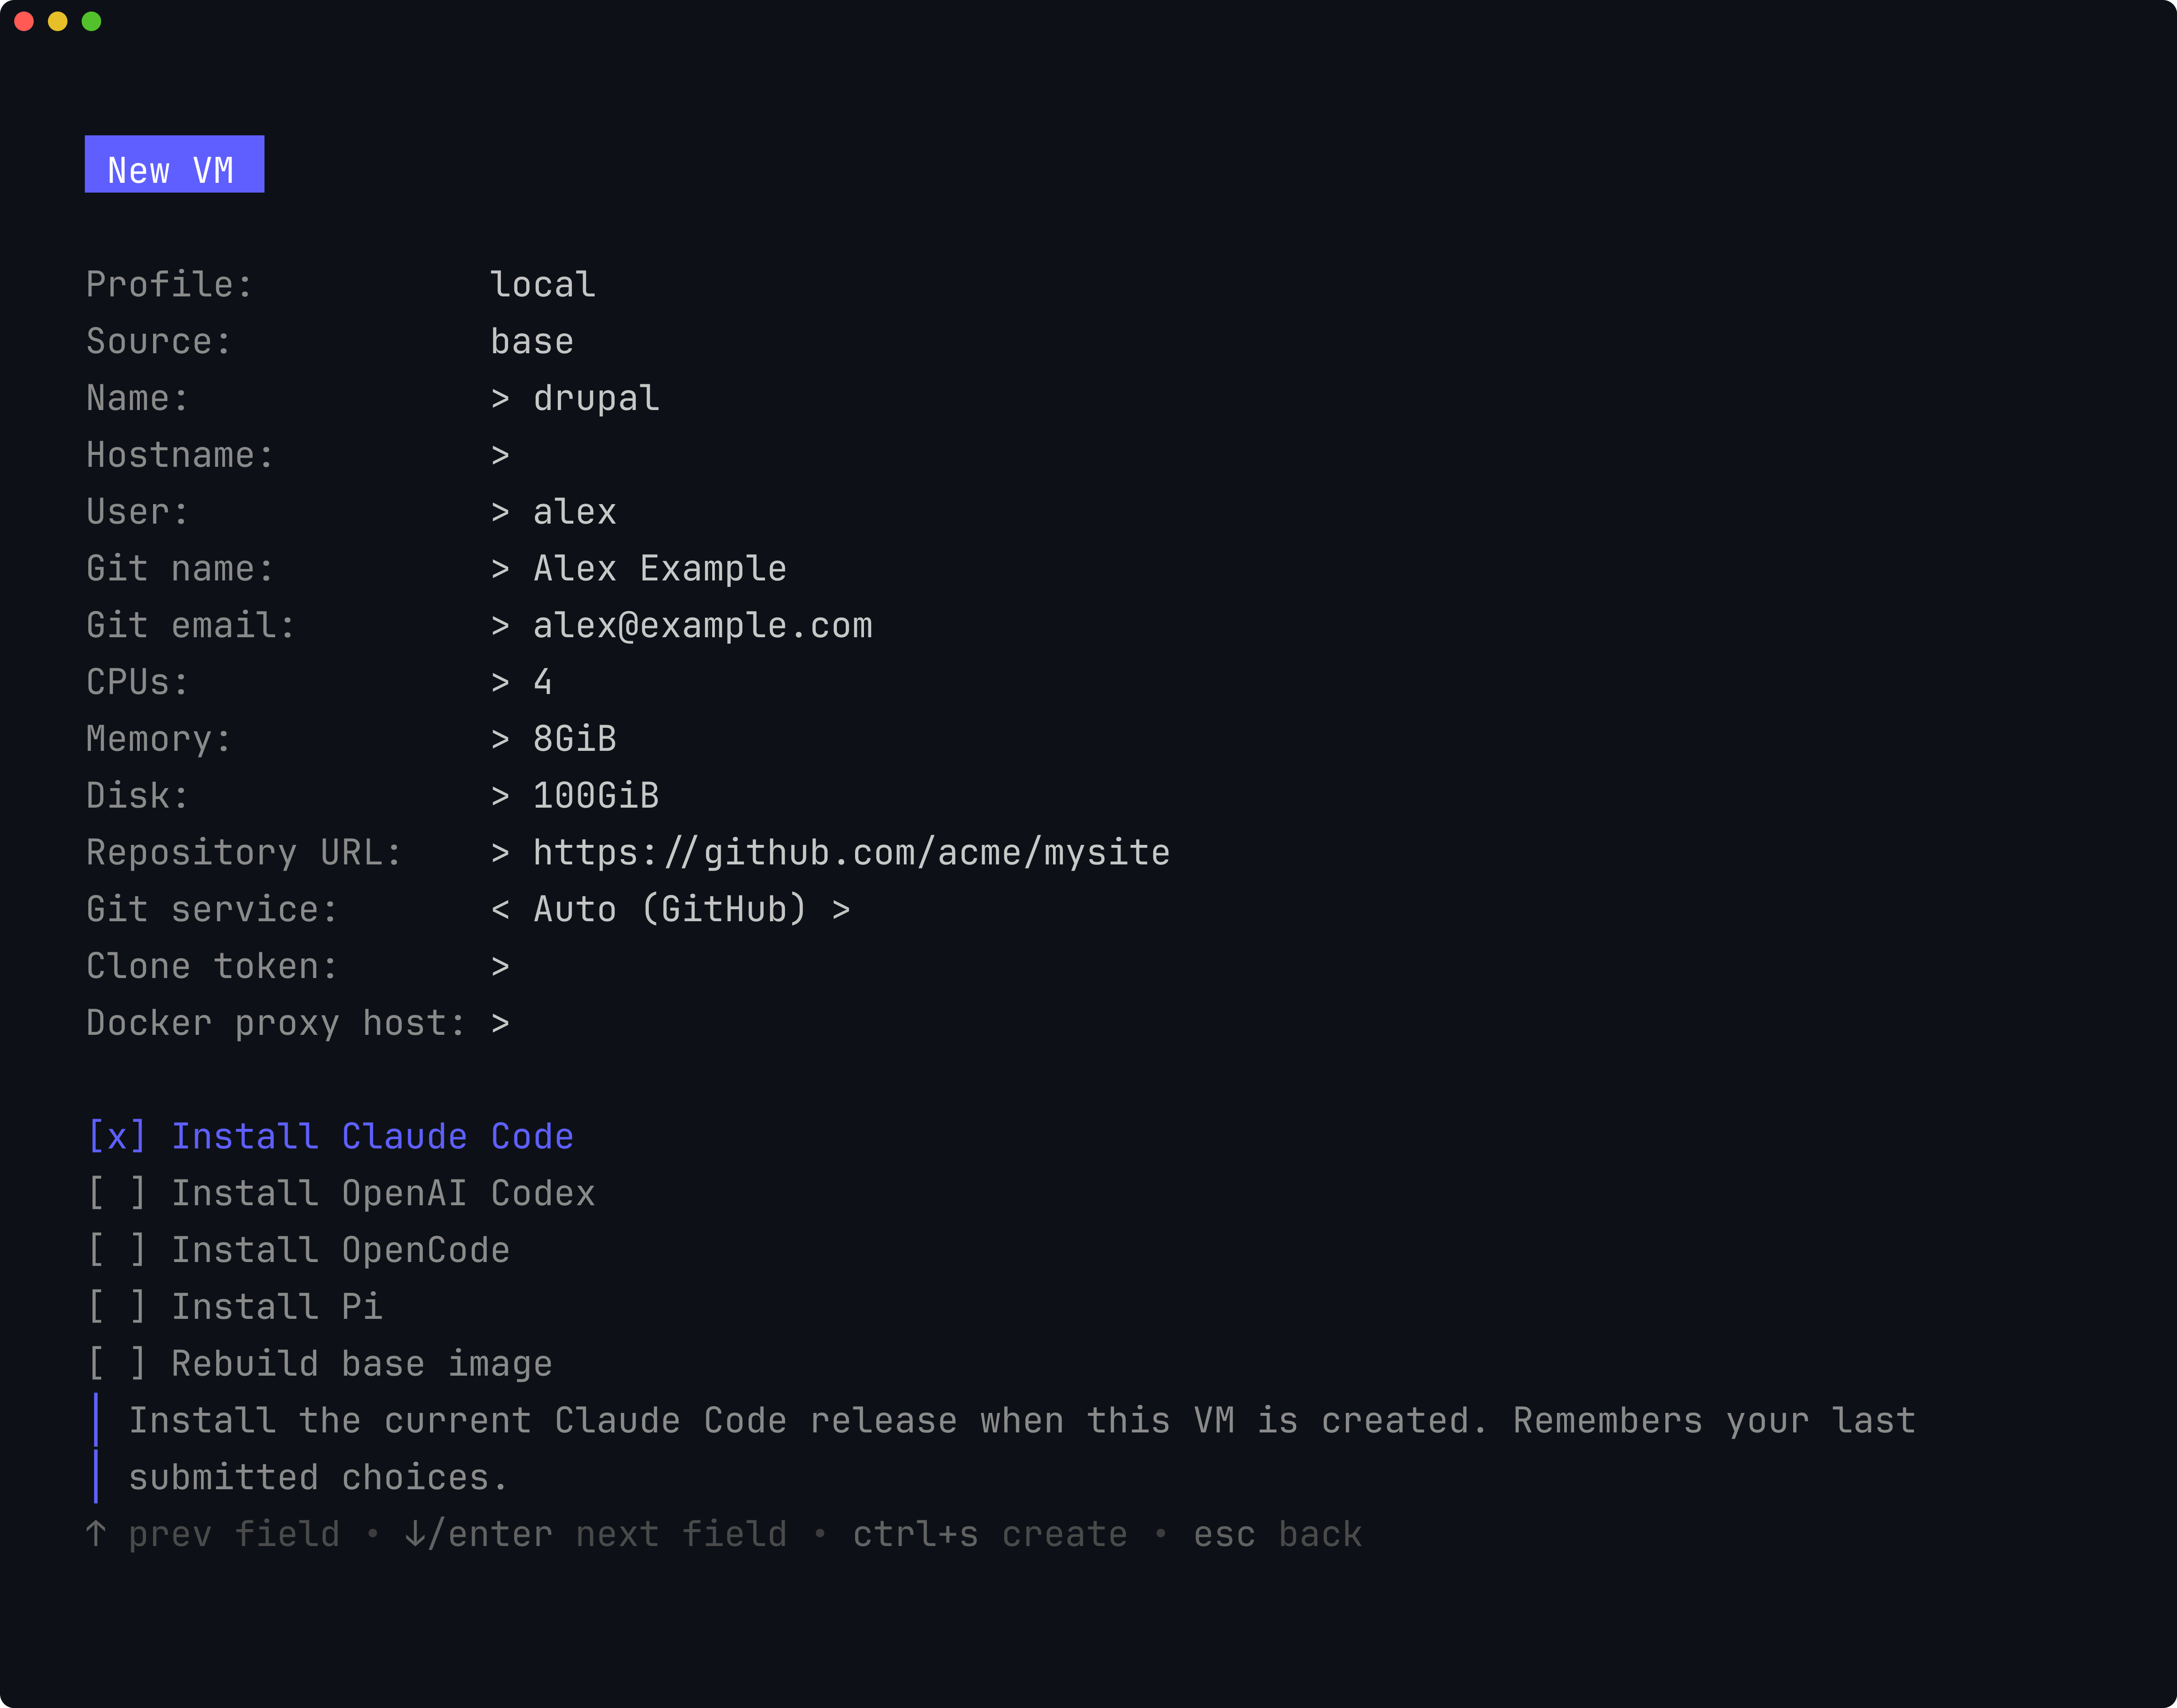 New VM
Profile: local
Source: base
Name: > drupal
Hostname: >
User: > alex
Git name: > Alex Example
Git email: > alex@example.com
CPUs: > 4
Memory: > 8GiB
Disk: > 100GiB
Repository URL: > https://github.com/acme/mysite
Git service: < Auto (GitHub) >
Clone token: >
Docker proxy host: >
[x] Install Claude Code
[ ] Install OpenAI Codex
[ ] Install OpenCode
[ ] Install Pi
[ ] Rebuild base image
│ Install the current Claude Code release when this VM is created. Remembers your last
│ submitted choices.
↑ prev field • ↓/enter next field • ctrl+s create • esc back